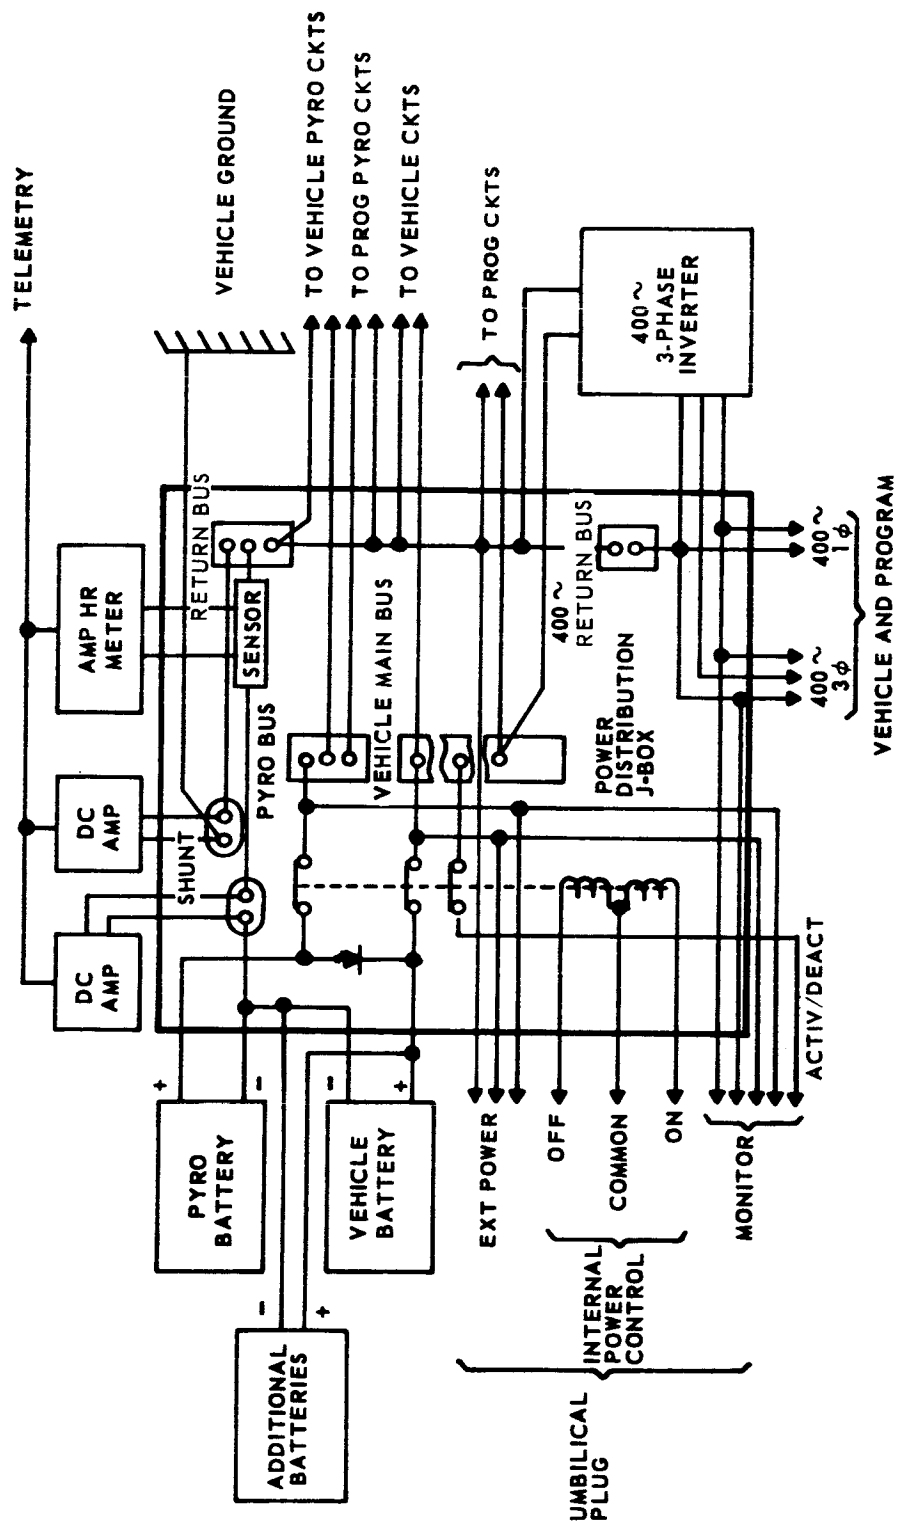 TELEMETRY
VEHICLE GROUND
TO VEHICLE PYRO CKTS
TO PROG PYRO CKTS
TO VEHICLE CKTS
TO PROG CKTS
400~
3-PHASE
INVERTER
AMP HR
METER
RETURN BUS
SENSOR
DC
AMP
SHUNT
DC
AMP
PYRO BUS
VEHICLE MAIN BUS
400~
RETURN BUS
POWER
DISTRIBUTION
J-BOX
400~
1ϕ
400~
3ϕ
VEHICLE AND PROGRAM
+
PYRO
BATTERY
−
−
VEHICLE
BATTERY
+
−
ADDITIONAL
BATTERIES
+
EXT POWER
OFF
COMMON
ON
INTERNAL
POWER
CONTROL
MONITOR
ACTIV/DEACT
UMBILICAL
PLUG